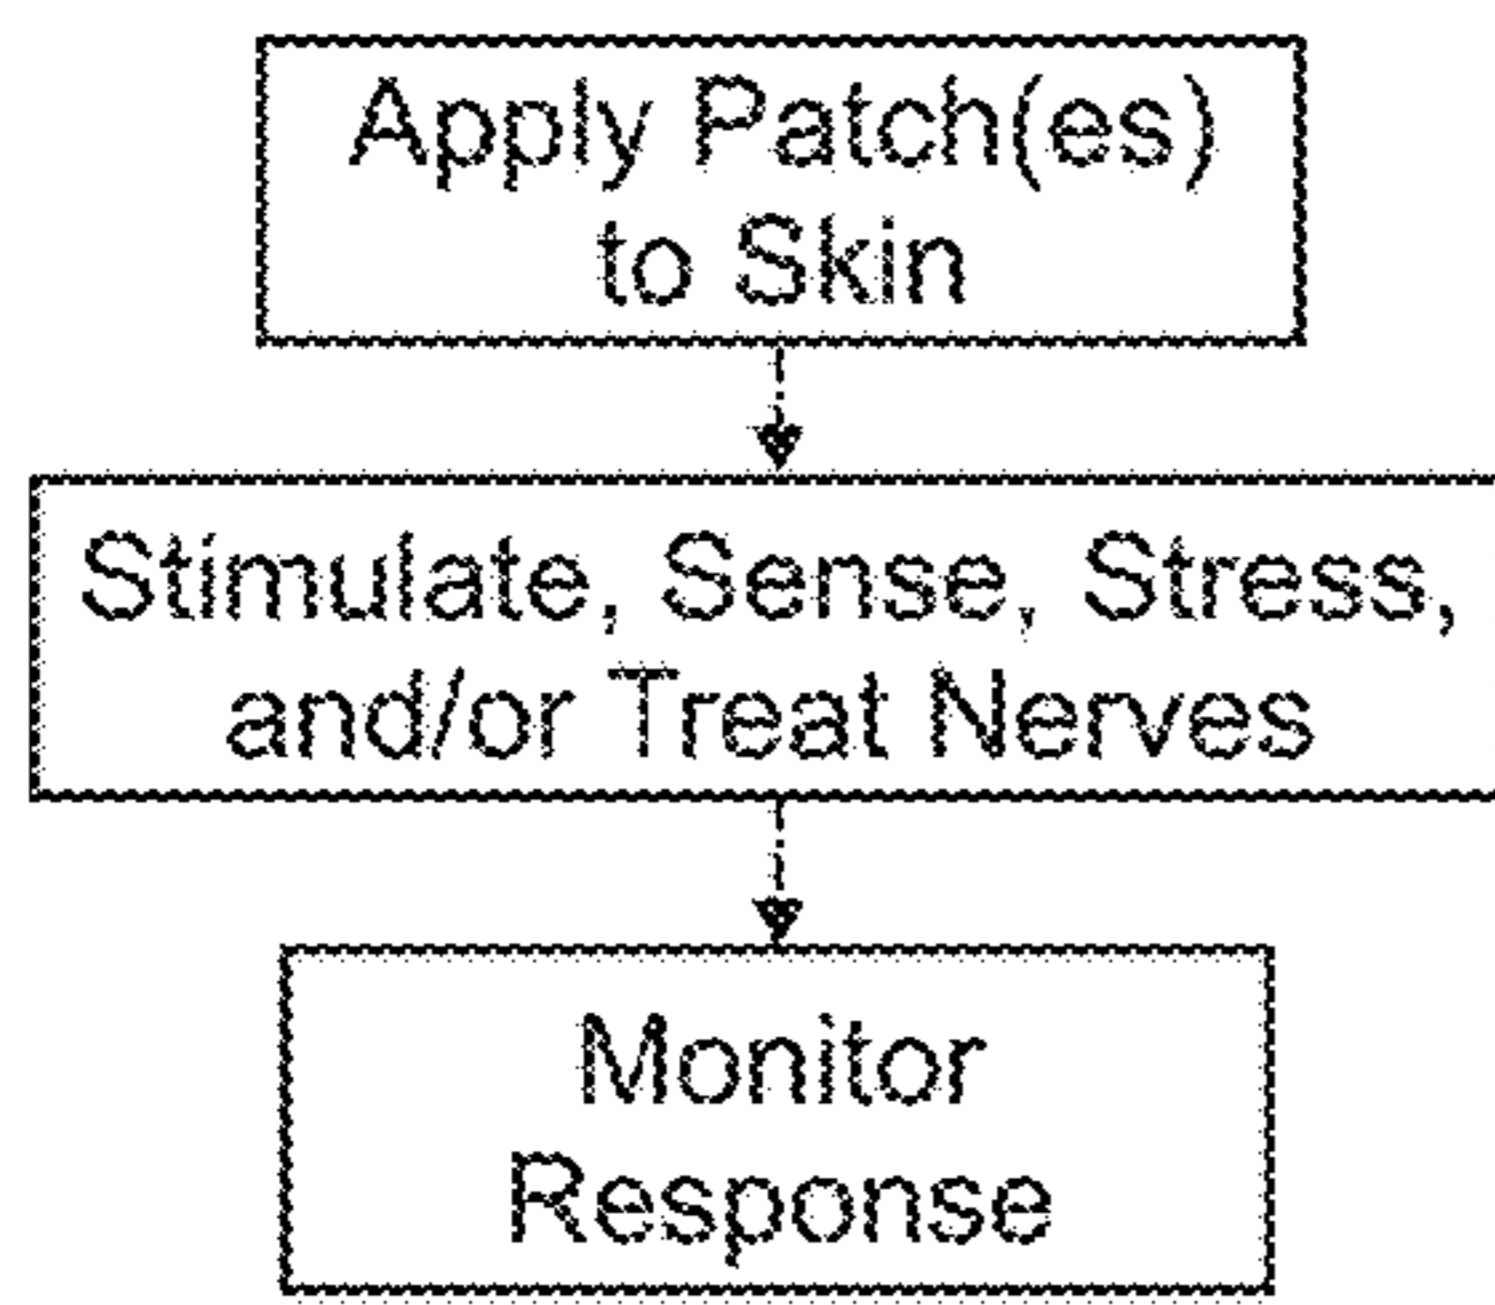 Apply Patch(es)
to Skin
Stimulate, Sense, Stress,
and/or Treat Nerves
Monitor
Response